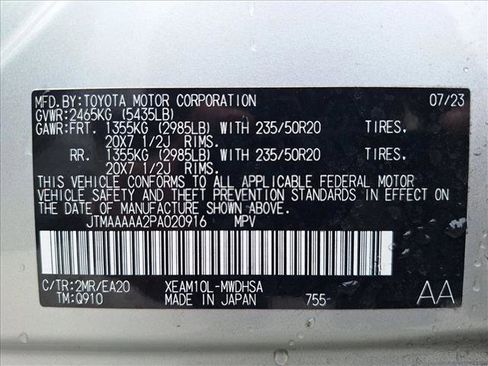 MFD.BY:TOYOTA MOTOR CORPORATION 07/23
GVWR:2465KG (5435LB)
GAWR:FRT. 1355KG (2985LB) WITH 235/50R20 TIRES.
20X7 1/2J RIMS.
RR. 1355KG (2985LB) WITH 235/50R20 TIRES.
20X7 1/2J RIMS.
THIS VEHICLE CONFORMS TO ALL APPLICABLE FEDERAL MOTOR
VEHICLE SAFETY AND THEFT PREVENTION STANDARDS IN EFFECT
ON THE DATE OF MANUFACTURE SHOWN ABOVE.
JTMAAAAA2PA020916 MPV
C/TR:2MR/EA20 XEAM10L-MWDHSA
TM:Q910 MADE IN JAPAN 755- AA